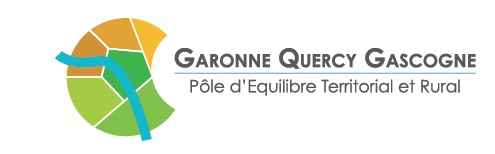 GARONNE QUERCY GASCOGNE
Pôle d'Equilibre Territorial et Rural